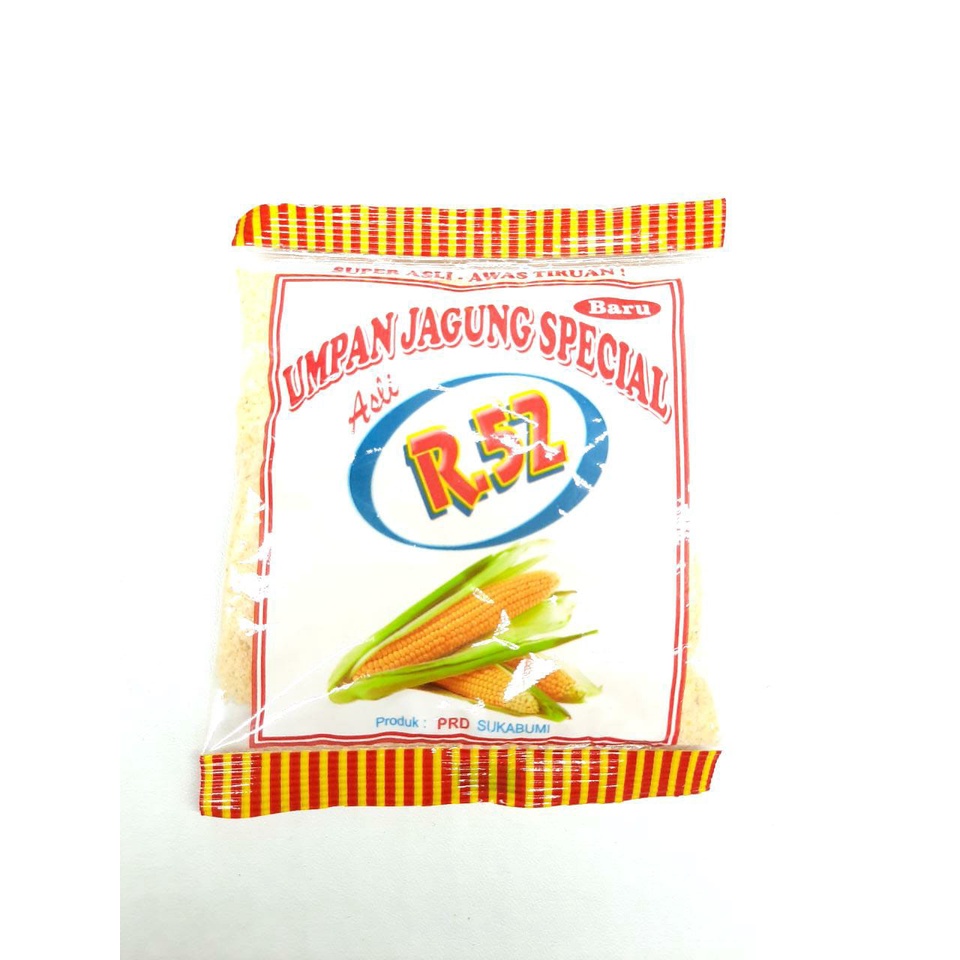 SUPER ASLI - AWAS TIRUAN !
Baru
UMPAN JAGUNG SPECIAL
Asli
R.52
Produk : PRD SUKABUMI